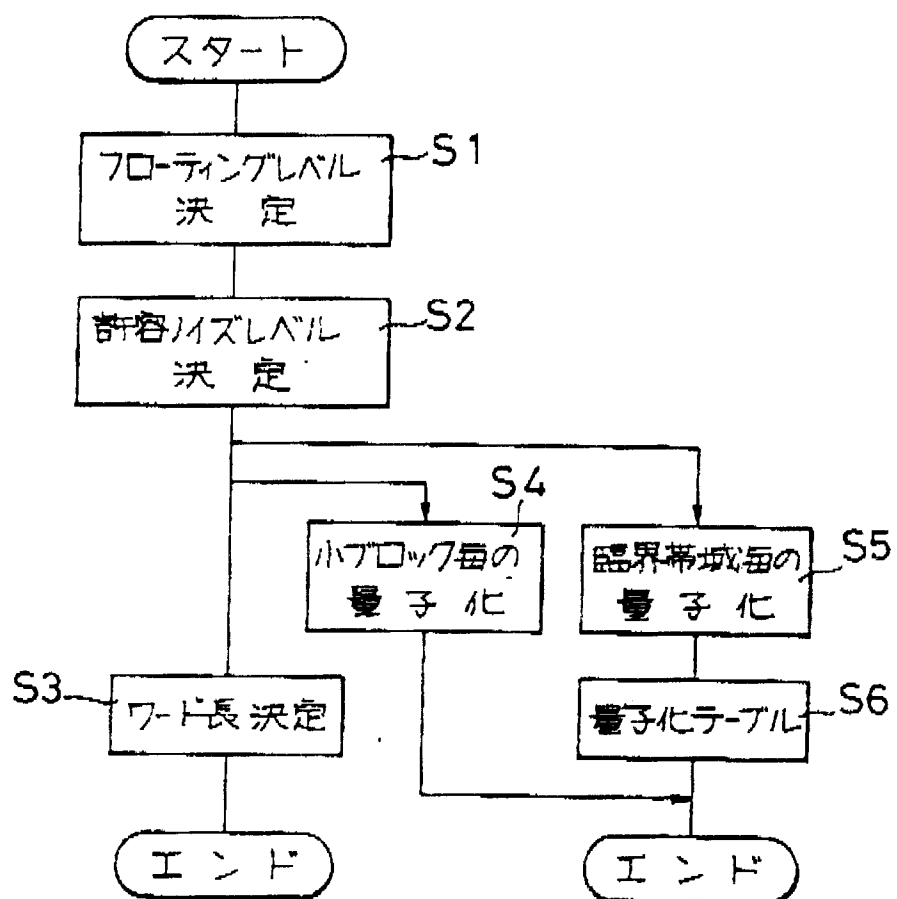 スタート
フローティングレベル
決定
S1
許容ノイズレベル
決定
S2
S4
小ブロック毎の
量子化
臨界帯域海の
量子化
S5
S3
ワード長決定
量子化テーブル
S6
エンド
エンド